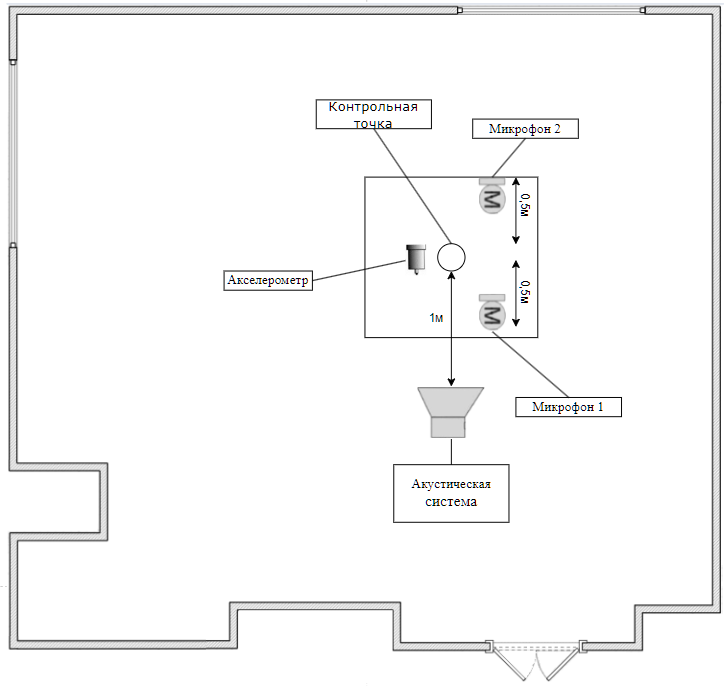 Контрольная
точка
Микрофон 2
0,5м
Акселерометр
0,5м
1м
Микрофон 1
Акустическая
система